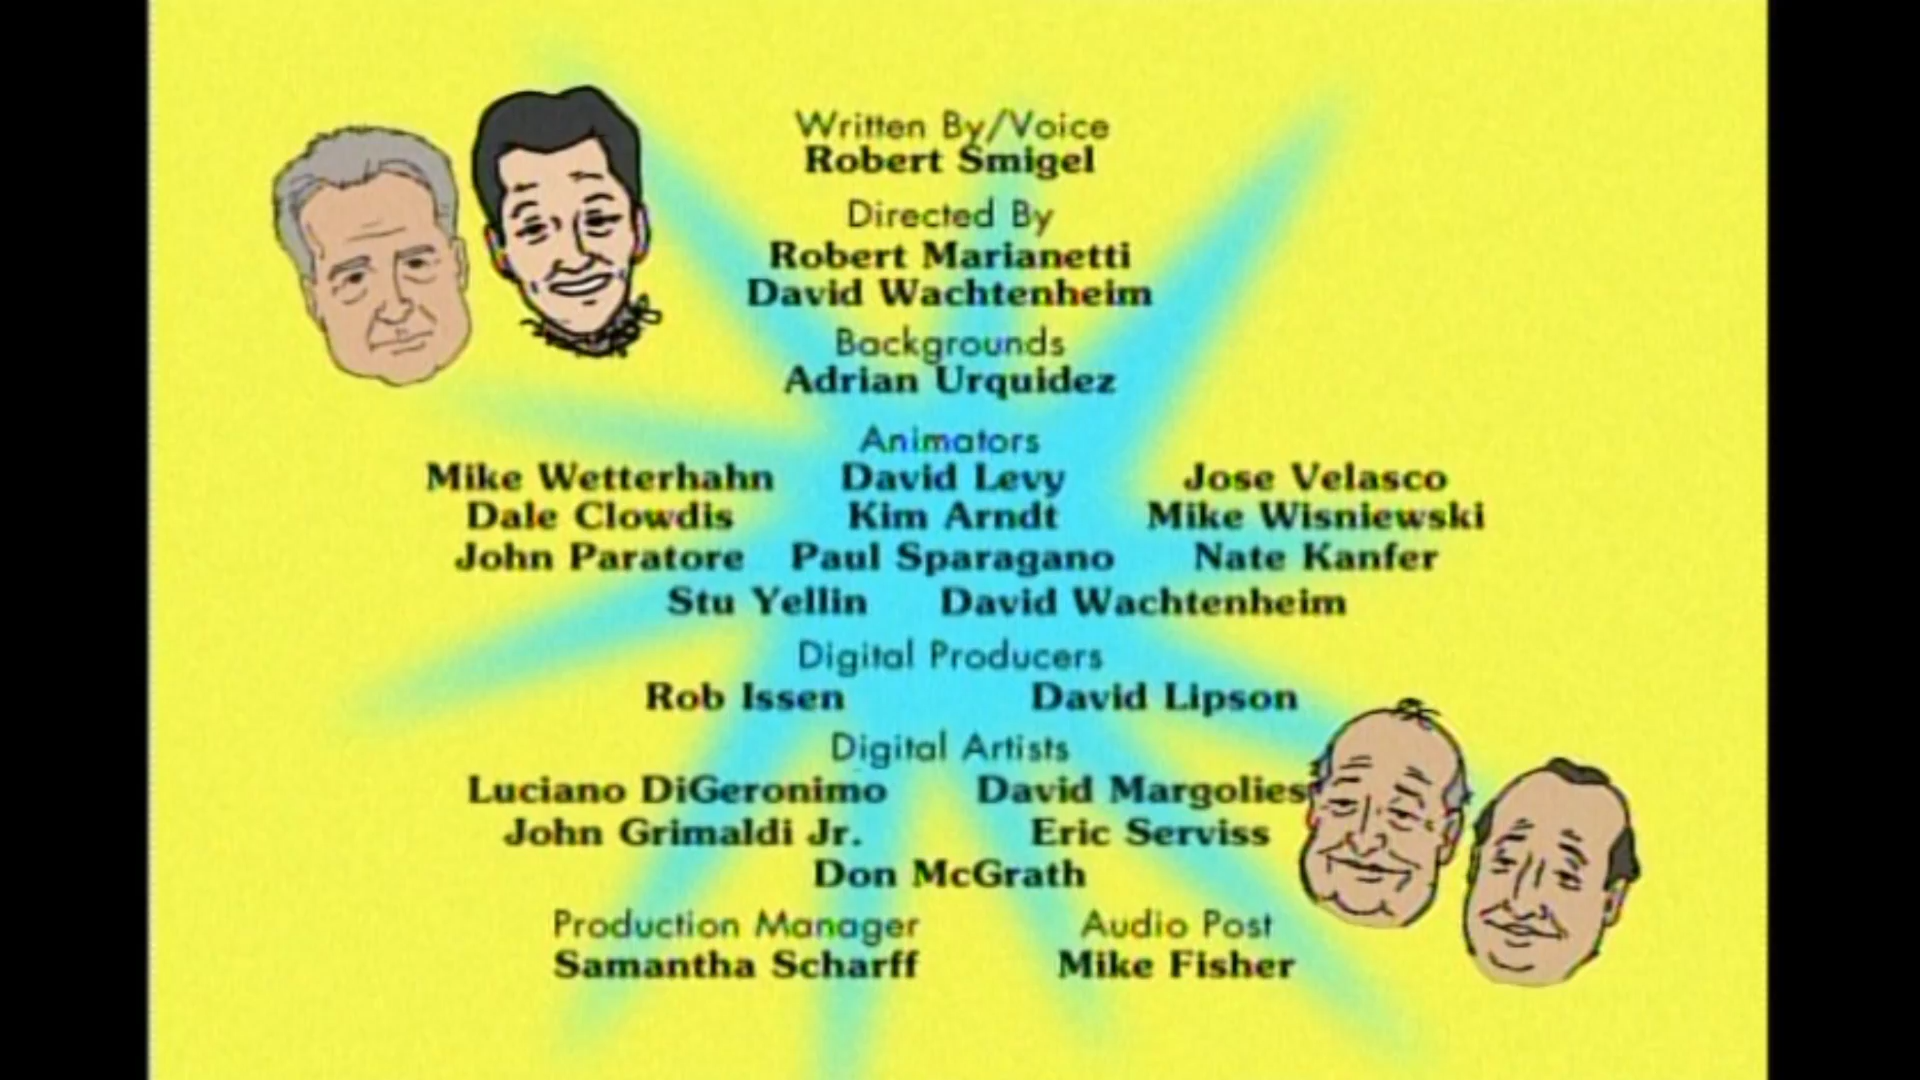 Written By/Voice
Robert Smigel
Directed By
Robert Marianetti
David Wachtenheim
Backgrounds
Adrian Urquidez
Animators
Mike Wetterhahn David Levy Jose Velasco
Dale Clowdis Kim Arndt Mike Wisniewski
John Paratore Paul Sparagano Nate Kanfer
Stu Yellin David Wachtenheim
Digital Producers
Rob Issen David Lipson
Digital Artists
Luciano DiGeronimo David Margolies
John Grimaldi Jr. Eric Serviss
Don McGrath
Production Manager Audio Post
Samantha Scharff Mike Fisher